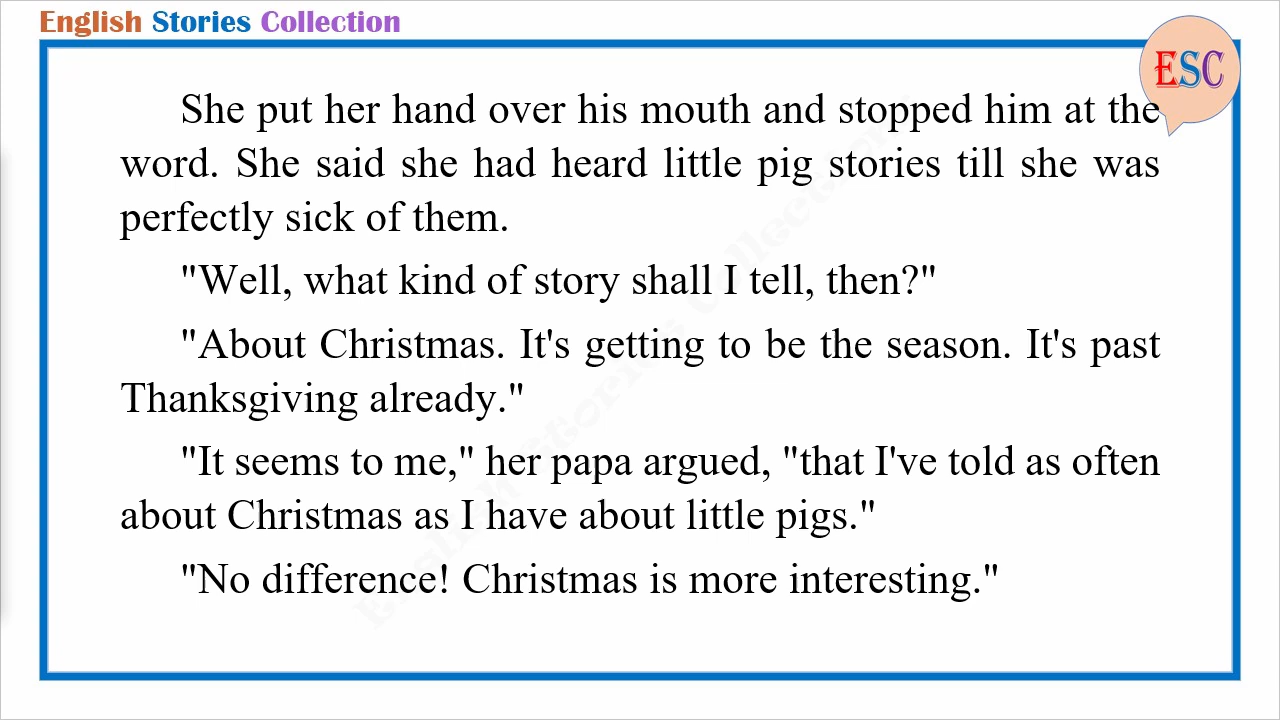 English Stories Collection
ESC
She put her hand over his mouth and stopped him at the
word. She said she had heard little pig stories till she was
perfectly sick of them.
"Well, what kind of story shall I tell, then?"
"About Christmas. It's getting to be the season. It's past
Thanksgiving already."
"It seems to me," her papa argued, "that I've told as often
about Christmas as I have about little pigs."
"No difference! Christmas is more interesting."
English Stories Collection